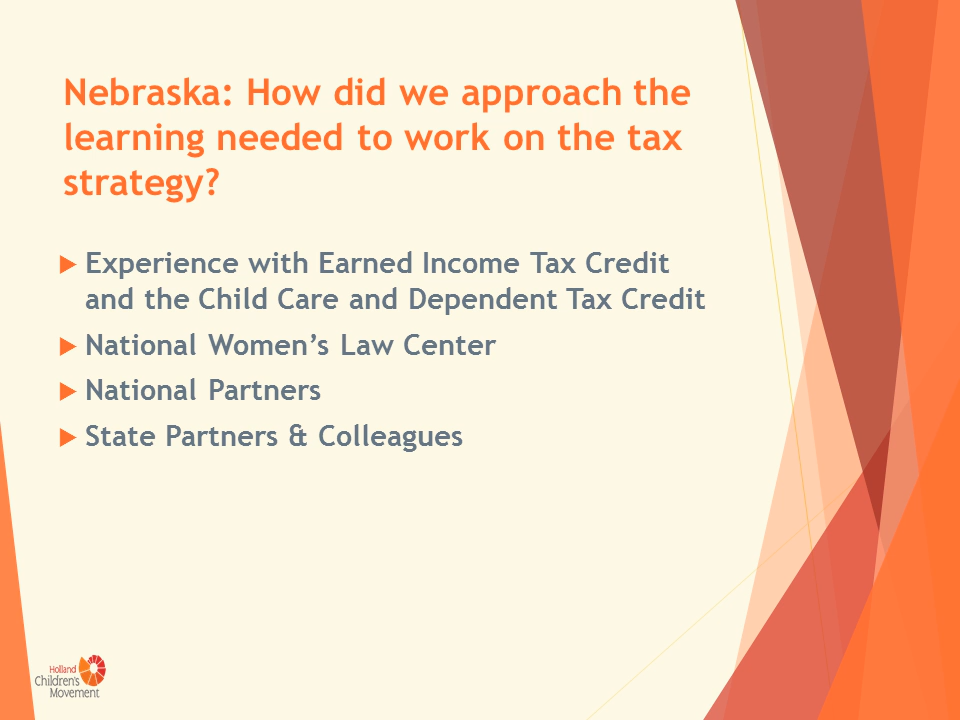 Nebraska: How did we approach the
learning needed to work on the tax
strategy?
Experience with Earned Income Tax Credit
and the Child Care and Dependent Tax Credit
National Women’s Law Center
National Partners
State Partners & Colleagues
Holland
Children's
Movement